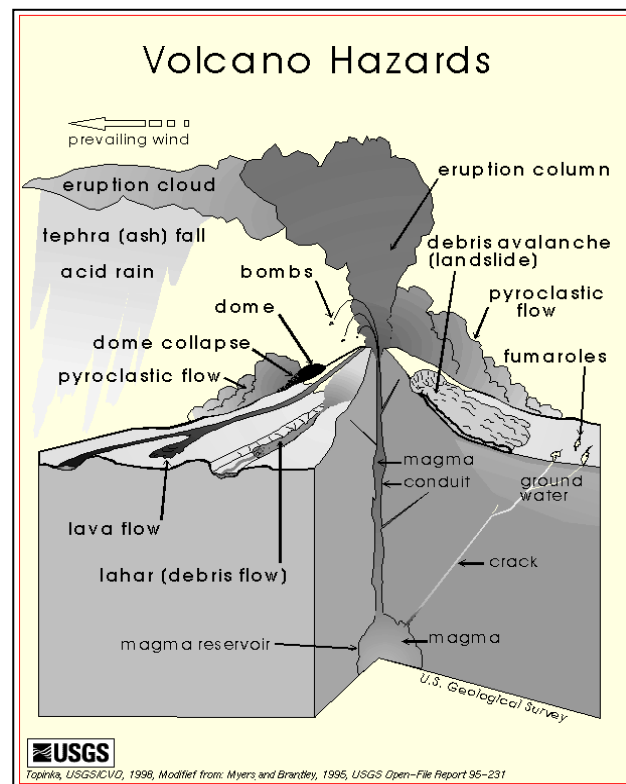 Volcano Hazards
prevailing wind
eruption cloud
eruption column
tephra (ash) fall
acid rain
debris avalanche
(landslide)
bombs
pyroclastic
flow
dome
dome collapse
pyroclastic flow
fumaroles
magma
conduit
ground
water
lava flow
lahar (debris flow)
crack
magma reservoir
magma
U.S. Geological Survey
USGS
Topinka, USGS/CVO, 1998, Modifief from: Myers and Brantley, 1995, USGS Open-File Report 95-231